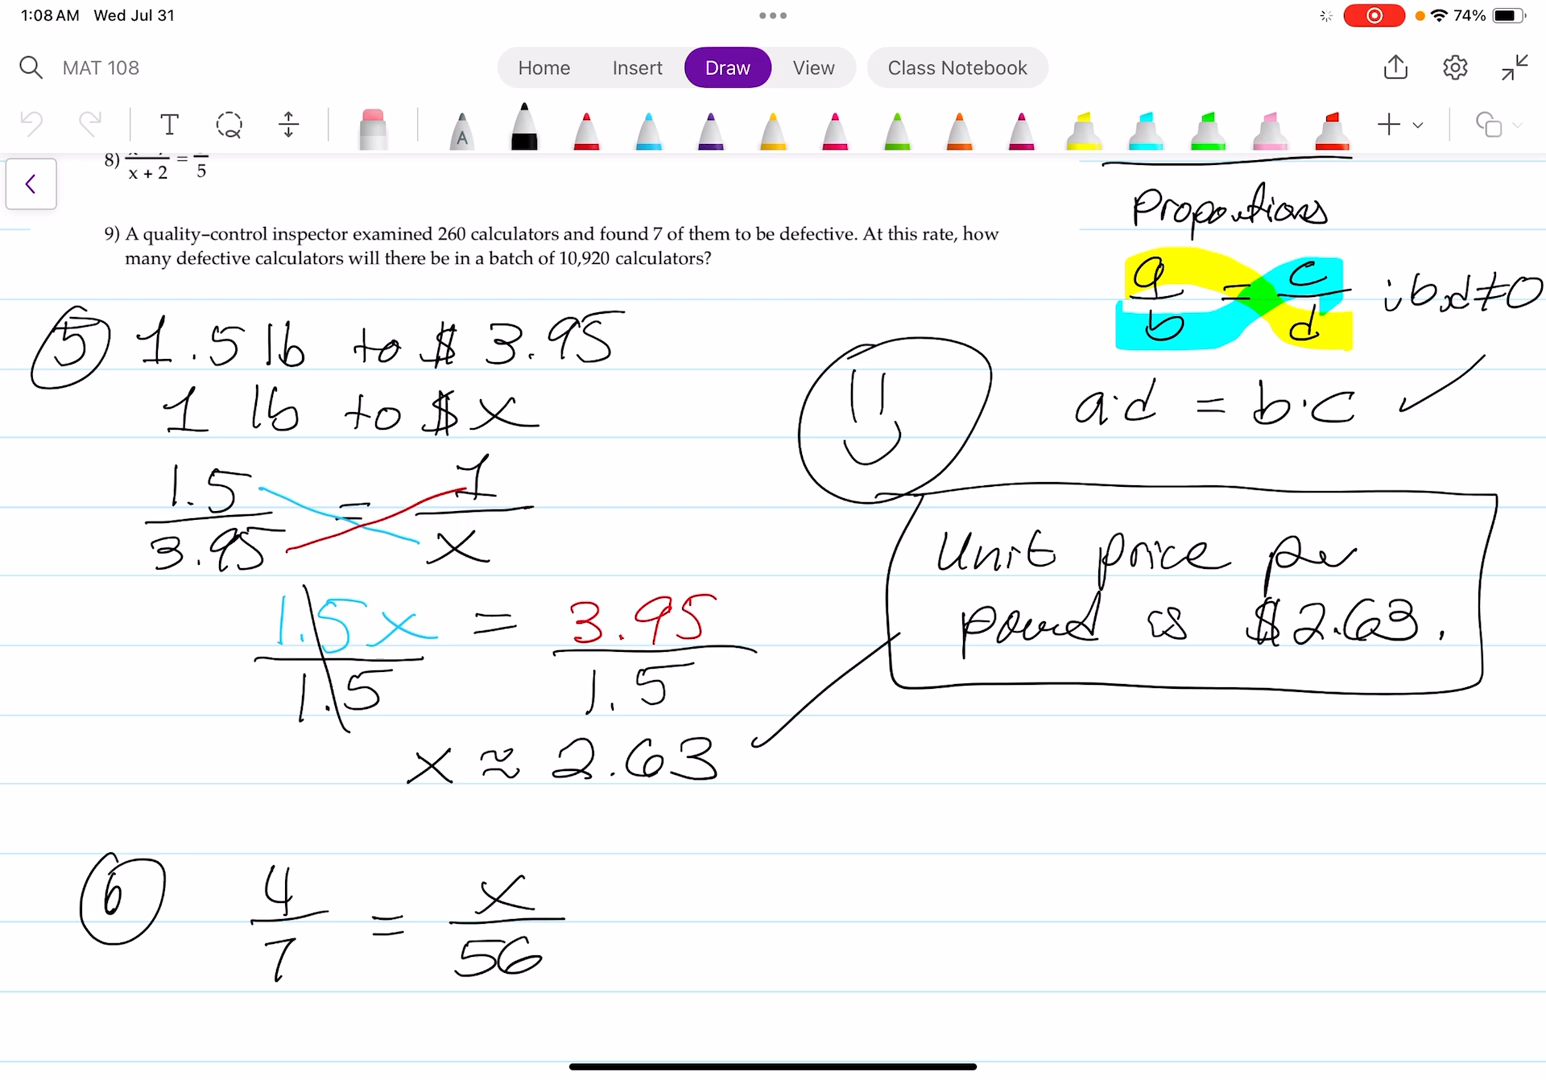 1:08 AM Wed Jul 31
74%
MAT 108
Home Insert Draw View Class Notebook
T
A
8) x + 2 = 5
9) A quality–control inspector examined 260 calculators and found 7 of them to be defective. At this rate, how
many defective calculators will there be in a batch of 10,920 calculators?
Proportions
a/b = c/d ; b,d ≠ 0
a·d = b·c ✓
5 1.5 lb to $ 3.95
1 lb to $ x
1.5/3.95 = 1/x
1.5x/1.5 = 3.95/1.5
x ≈ 2.63
Unit price per
pound is $2.63.
6 4/7 = x/56